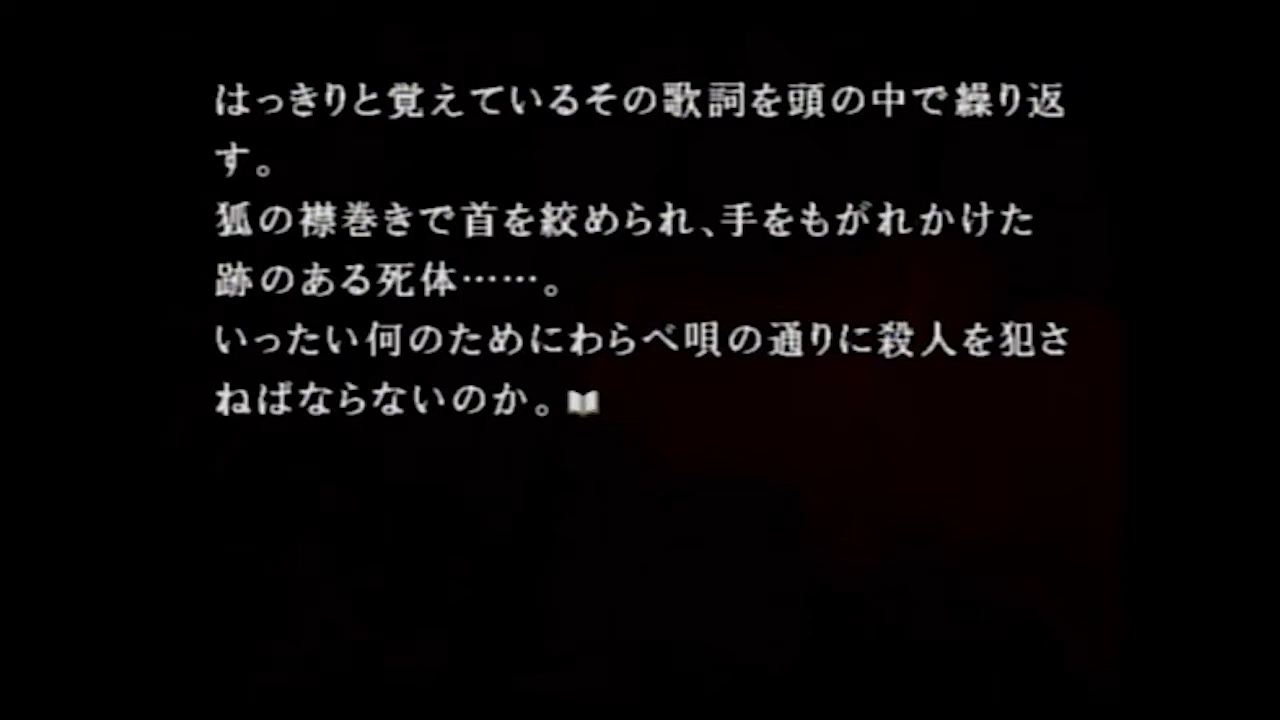 はっきりと覚えているその歌詞を頭の中で繰り返
す。
狐の襟巻きで首を絞められ、手をもがれかけた
跡のある死体……。
いったい何のためにわらべ唄の通りに殺人を犯さ
ねばならないのか。